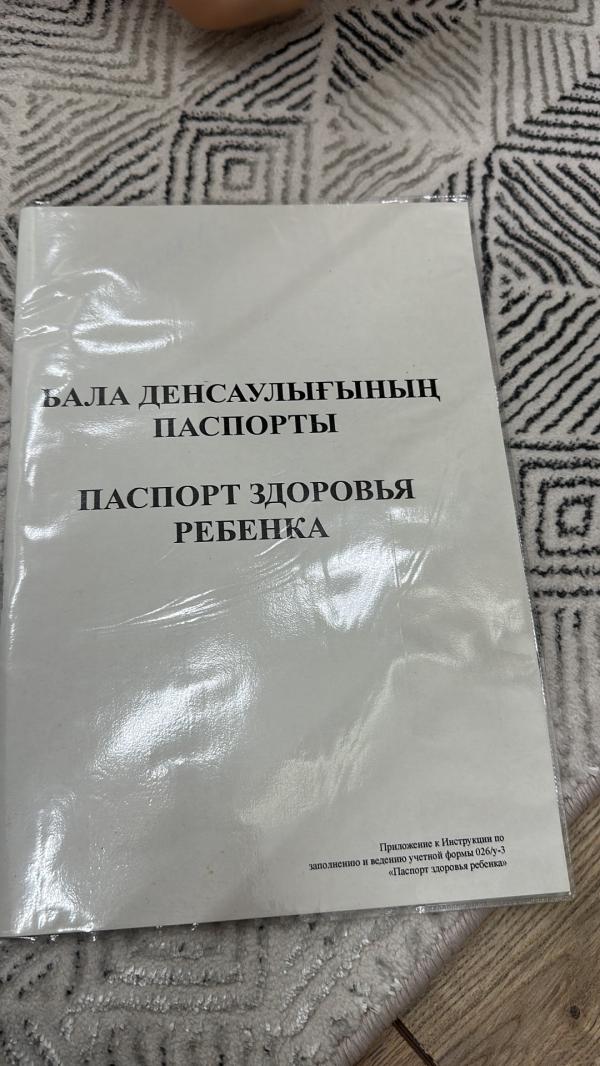 БАЛА ДЕНСАУЛЫҒЫНЫҢ
ПАСПОРТЫ
ПАСПОРТ ЗДОРОВЬЯ
РЕБЕНКА
Приложение к Инструкции по
заполнению и ведению учетной формы 026/у-3
«Паспорт здоровья ребенка»